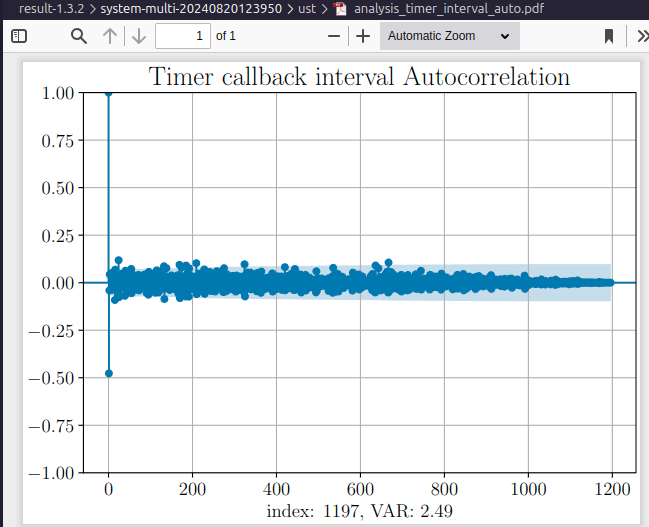 result-1.3.2 > system-multi-20240820123950 > ust > analysis_timer_interval_auto.pdf
1 of 1
Automatic Zoom
Timer callback interval Autocorrelation
1.00
0.75
0.50
0.25
0.00
−0.25
−0.50
−0.75
−1.00
0 200 400 600 800 1000 1200
index: 1197, VAR: 2.49